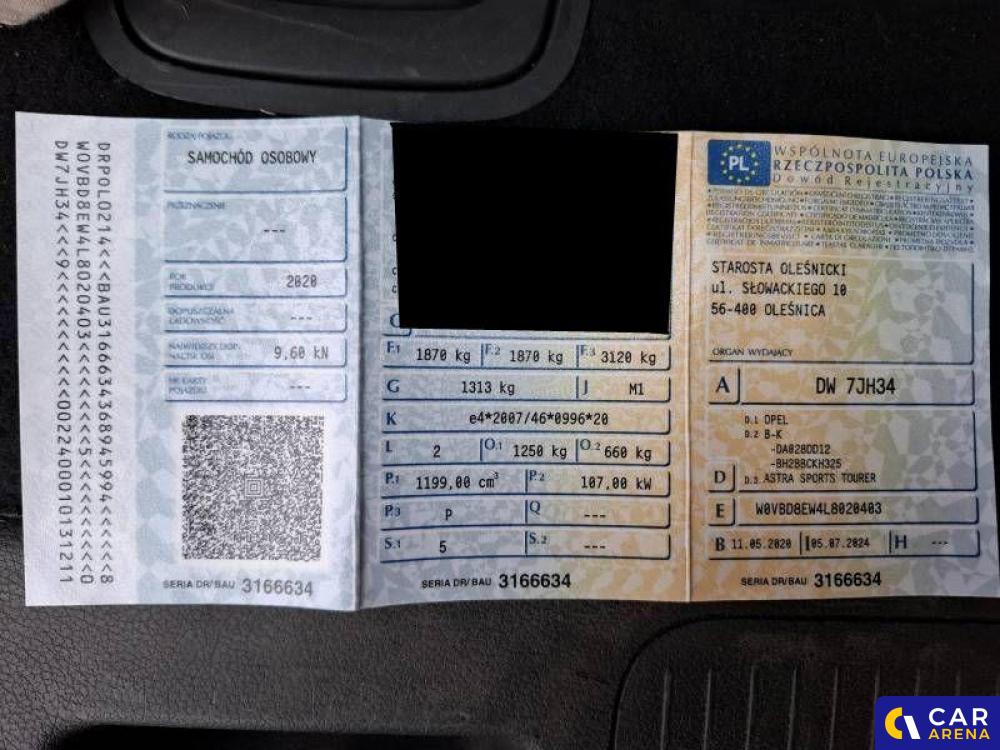 DRPOL0214<<<BAU3166634368945994<<<<<8
W0VBD8EW4L8020403<<<<<<<<<<5<<<<<<<0
DW7JH34<<<9<<<<<<<<<<<<0022400010131211
RODZAJ POJAZDU
SAMOCHÓD OSOBOWY
PRZEZNACZENIE
---
ROK
PRODUKCJI
2020
DOPUSZCZALNA
ŁADOWNOŚĆ
---
NAJWIĘKSZY DOP.
NACISK OSI
9,60 kN
NR KARTY
POJAZDU
---
SERIA DR/BAU 3166634
F.1 1870 kg F.2 1870 kg F.3 3120 kg
G 1313 kg J M1
K e4*2007/46*0996*20
L 2 O.1 1250 kg O.2 660 kg
P.1 1199,00 cm³ P.2 107,00 kW
P.3 P Q ---
S.1 5 S.2 ---
SERIA DR/BAU 3166634
PL
WSPÓLNOTA EUROPEJSKA
RZECZPOSPOLITA POLSKA
Dowód Rejestracyjny
STAROSTA OLEŚNICKI
ul. SŁOWACKIEGO 10
56-400 OLEŚNICA
ORGAN WYDAJĄCY
A DW 7JH34
D.1 OPEL
D.2 B-K
-DA028DD12
-BH2BBCKH325
D D.3 ASTRA SPORTS TOURER
E W0VBD8EW4L8020403
B 11.05.2020 I 05.07.2024 H ---
SERIA DR/BAU 3166634
CAR
ARENA